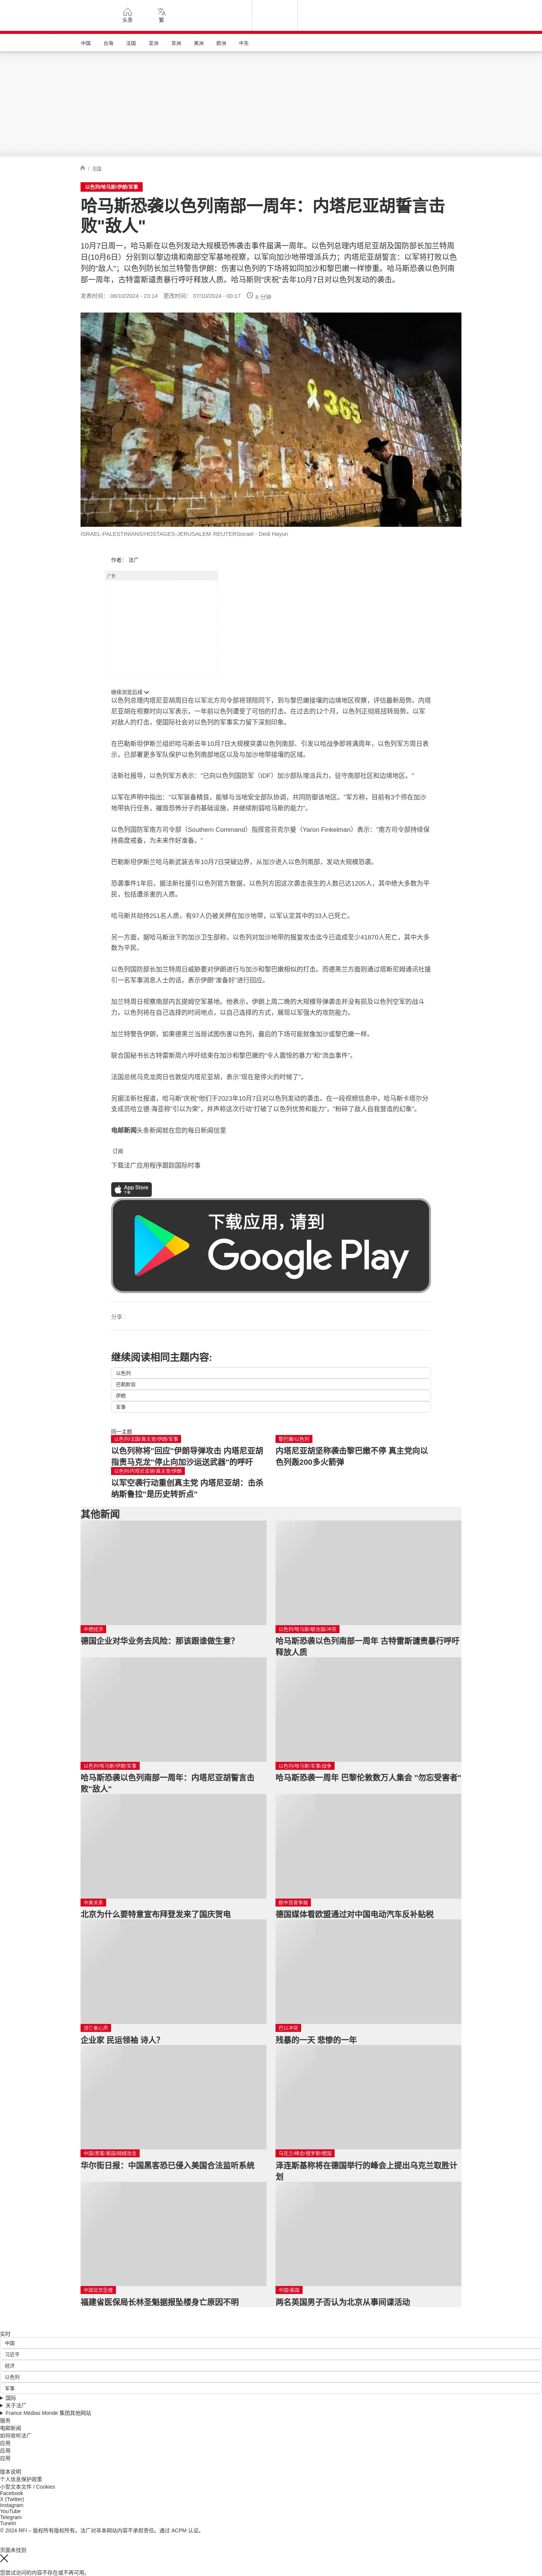 头条
繁
中国
台海
法国
亚洲
非洲
美洲
欧洲
中东
/ 中国
以色列/哈马斯/伊朗/军事
哈马斯恐袭以色列南部一周年：内塔尼亚胡誓言击
败"敌人"
10月7日周一，哈马斯在以色列发动大规模恐怖袭击事件届满一周年。以色列总理内塔尼亚胡及国防部长加兰特周
日(10月6日）分别到以黎边境和南部空军基地视察，以军向加沙地带增派兵力；内塔尼亚胡誓言：以军将打败以色
列的"敌人"；以色列防长加兰特警告伊朗：伤害以色列的下场将如同加沙和黎巴嫩一样惨重。哈马斯恐袭以色列南
部一周年，古特雷斯谴责暴行呼吁释放人质。哈马斯则"庆祝"去年10月7日对以色列发动的袭击。
发表时间： 06/10/2024 - 23:14 更改时间： 07/10/2024 - 00:17 8 分钟
365
ISRAEL-PALESTINIANS/HOSTAGES-JERUSALEM REUTERSIsrael - Dedi Hayun
作者： 法广
广告
继续浏览后续
以色列总理内塔尼亚胡周日在以军北方司令部将领陪同下，到与黎巴嫩接壤的边境地区视察，评估最新局势。内塔
尼亚胡在视察时向以军表示，一年前以色列遭受了可怕的打击。在过去的12个月，以色列正彻底扭转局势。以军
对敌人的打击，使国际社会对以色列的军事实力留下深刻印象。
在巴勒斯坦伊斯兰组织哈马斯去年10月7日大规模突袭以色列南部、引发以哈战争即将满周年，以色列军方周日表
示，已部署更多军队保护以色列南部地区以及与加沙地带接壤的区域。
法新社报导，以色列军方表示："已向以色列国防军（IDF）加沙部队增派兵力，驻守南部社区和边境地区。"
以军在声明中指出："以军装备精良，能够与当地安全部队协调，共同防御该地区。"军方称，目前有3个师在加沙
地带执行任务，摧毁恐怖分子的基础设施，并继续削弱哈马斯的能力"。
以色列国防军南方司令部（Southern Command）指挥官芬克尔曼（Yaron Finkelman）表示："南方司令部持续保
持高度戒备，为未来作好准备。"
巴勒斯坦伊斯兰哈马斯武装去年10月7日突破边界，从加沙进入以色列南部，发动大规模恐袭。
恐袭事件1年后，据法新社援引以色列官方数据，以色列方因这次袭击丧生的人数已达1205人，其中绝大多数为平
民，包括遭杀害的人质。
哈马斯共劫持251名人质，有97人仍被关押在加沙地带，以军认定其中的33人已死亡。
另一方面，据哈马斯治下的加沙卫生部称，以色列对加沙地带的报复攻击迄今已造成至少41870人死亡，其中大多
数为平民。
以色列国防部长加兰特周日威胁要对伊朗进行与加沙和黎巴嫩相似的打击。而德黑兰方面则通过塔斯尼姆通讯社援
引一名军事消息人士的话，表示伊朗"准备好"进行回应。
加兰特周日视察南部内瓦提姆空军基地。他表示，伊朗上周二晚的大规模导弹袭击并没有损及以色列空军的战斗
力，以色列将在自己选择的时间地点，以自己选择的方式，展现以军强大的攻防能力。
加兰特警告伊朗，如果德黑兰当局试图伤害以色列，最后的下场可能就像加沙或黎巴嫩一样。
联合国秘书长古特雷斯周六呼吁结束在加沙和黎巴嫩的"令人震惊的暴力"和"流血事件"。
法国总统马克龙周日也敦促内塔尼亚胡，表示"现在是停火的时候了"。
另据法新社报道，哈马斯"庆祝"他们于2023年10月7日对以色列发动的袭击。在一段视频信息中，哈马斯卡塔尔分
支成员哈立德·海亚称"引以为荣"，并声称这次行动"打破了以色列优势和能力"，"粉碎了敌人自我营造的幻象"。
电邮新闻头条新闻就在您的每日新闻信里
订阅
下载法广应用程序跟踪国际时事
App Store
下载
下载应用，请到
Google Play
分享 :
继续阅读相同主题内容:
以色列
巴勒斯坦
伊朗
军事
同一主题
以色列/法国/真主党/伊朗/军事
以色列称将"回应"伊朗导弹攻击 内塔尼亚胡
指责马克龙"停止向加沙运送武器"的呼吁
黎巴嫩/以色列
内塔尼亚胡坚称袭击黎巴嫩不停 真主党向以
色列轰200多火箭弹
以色列/内塔尼亚胡/真主党/伊朗
以军空袭行动重创真主党 内塔尼亚胡：击杀
纳斯鲁拉"是历史转折点"
其他新闻
中德经济
德国企业对华业务去风险：那该跟谁做生意?
以色列/哈马斯/联合国/冲突
哈马斯恐袭以色列南部一周年 古特雷斯谴责暴行呼吁
释放人质
以色列/哈马斯/伊朗/军事
哈马斯恐袭以色列南部一周年：内塔尼亚胡誓言击
败"敌人"
以色列/哈马斯/军事/战争
哈马斯恐袭一周年 巴黎伦敦数万人集会 "勿忘受害者"
中美关系
北京为什么要特意宣布拜登发来了国庆贺电
欧中贸易争端
德国媒体看欧盟通过对中国电动汽车反补贴税
流亡者心声
企业家 民运领袖 诗人?
巴以冲突
残暴的一天 悲惨的一年
中国/黑客/美国/网络攻击
华尔街日报：中国黑客恐已侵入美国合法监听系统
乌克兰/峰会/俄罗斯/德国
泽连斯基称将在德国举行的峰会上提出乌克兰取胜计
划
中国官员坠楼
福建省医保局长林圣魁据报坠楼身亡原因不明
中国/英国
两名英国男子否认为北京从事间谍活动
实时
中国
习近平
经济
以色列
军事
国际
关于法广
France Médias Monde 集团其他网站
服务
电邮新闻
如何收听法广
应用
应用
应用
版本说明
个人信息保护政策
小型文本文件 / Cookies
Facebook
X (Twitter)
Instagram
YouTube
Telegram
TuneIn
© 2024 RFI – 版权所有版权所有。法广对非本网站内容不承担责任。通过 ACPM 认证。
页面未找到
您尝试访问的内容不存在或不再可用。